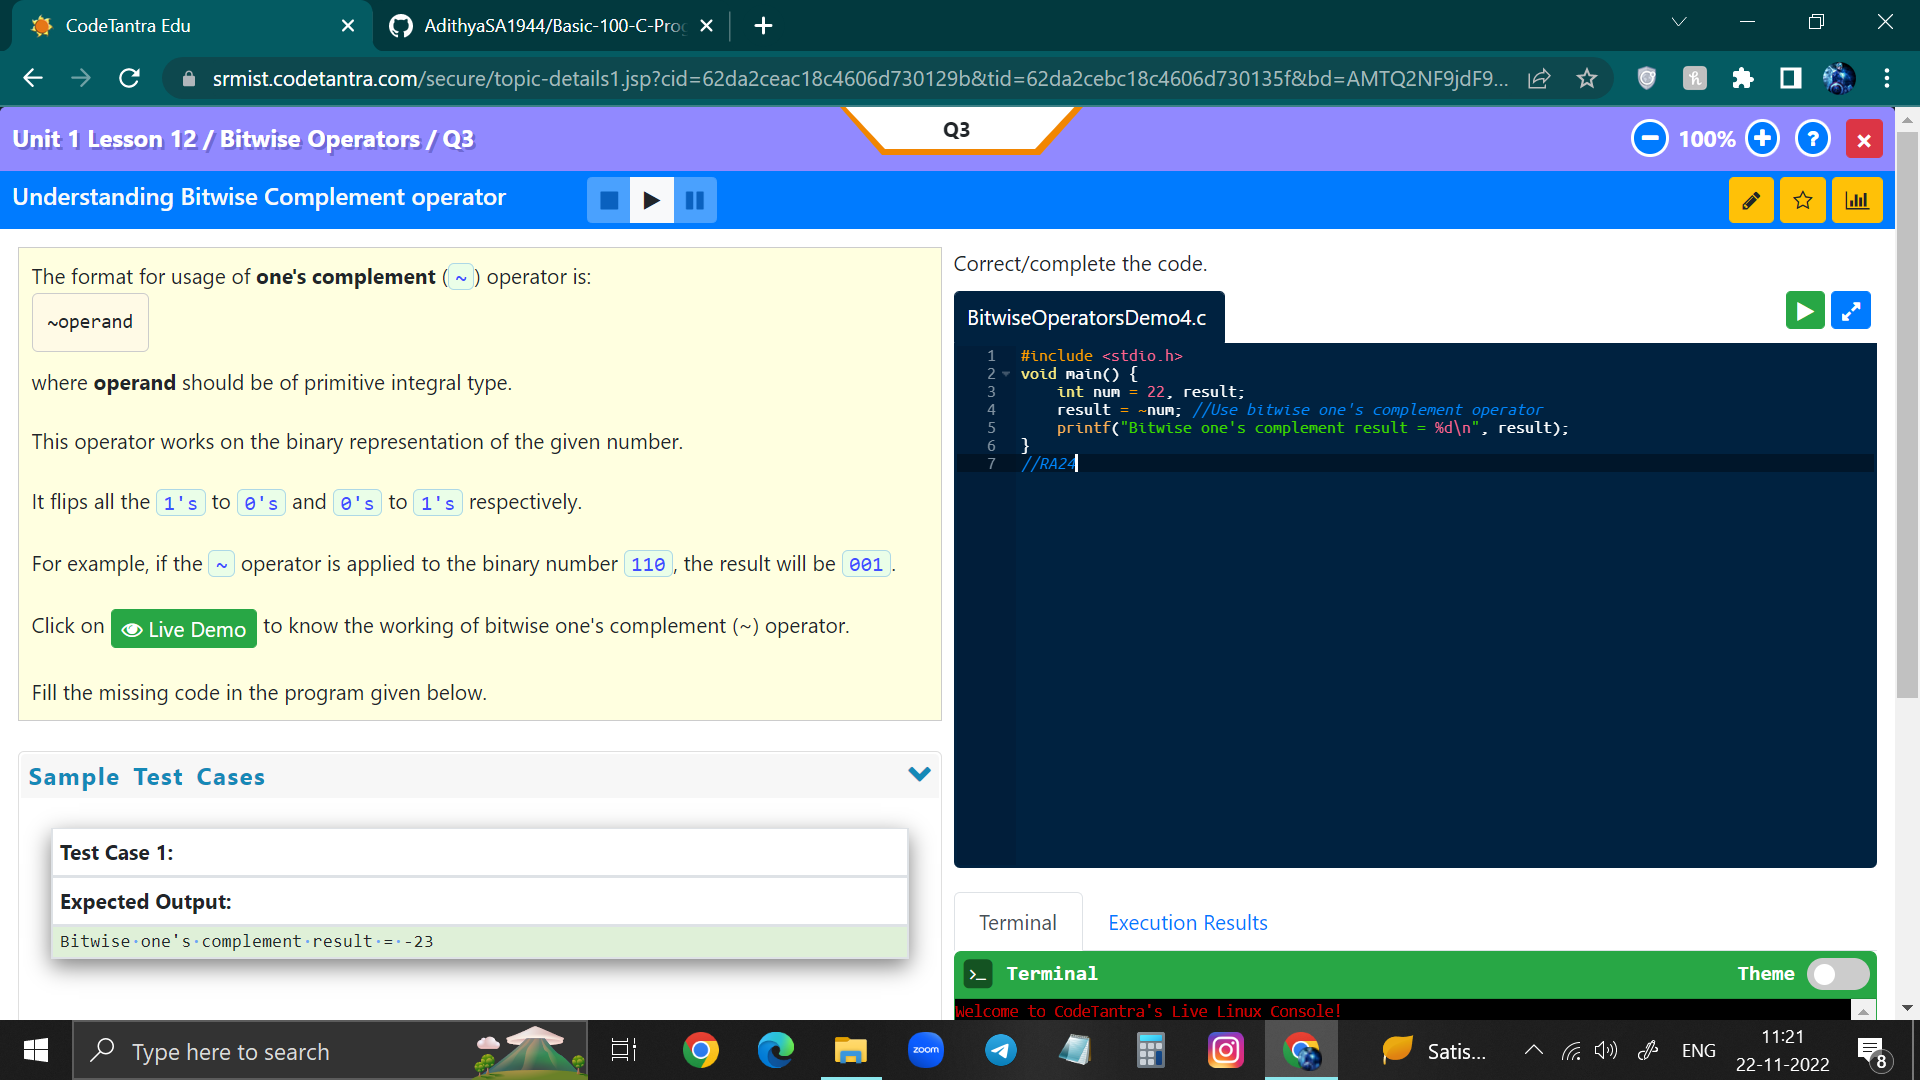 CodeTantra Edu
AdithyaSA1944/Basic-100-C-Pro
srmist.codetantra.com/secure/topic-details1.jsp?cid=62da2ceac18c4606d730129b&tid=62da2cebc18c4606d730135f&bd=AMTQ2NF9jdF9...
Unit 1 Lesson 12 / Bitwise Operators / Q3
Q3
100%
Understanding Bitwise Complement operator
The format for usage of one's complement ( ~ ) operator is:
~operand
where operand should be of primitive integral type.
This operator works on the binary representation of the given number.
It flips all the 1's to 0's and 0's to 1's respectively.
For example, if the ~ operator is applied to the binary number 110, the result will be 001.
Click on Live Demo to know the working of bitwise one's complement (~) operator.
Fill the missing code in the program given below.
Sample Test Cases
Test Case 1:
Expected Output:
Bitwise·one's·complement·result·=·-23
Correct/complete the code.
BitwiseOperatorsDemo4.c
1 #include <stdio.h>
2 void main() {
3 int num = 22, result;
4 result = ~num; //Use bitwise one's complement operator
5 printf("Bitwise one's complement result = %d\n", result);
6 }
7 //RA24
Terminal
Execution Results
>_ Terminal
Theme
Welcome to CodeTantra's Live Linux Console!
Type here to search
zoom
Satis...
ENG
11:21
22-11-2022
8